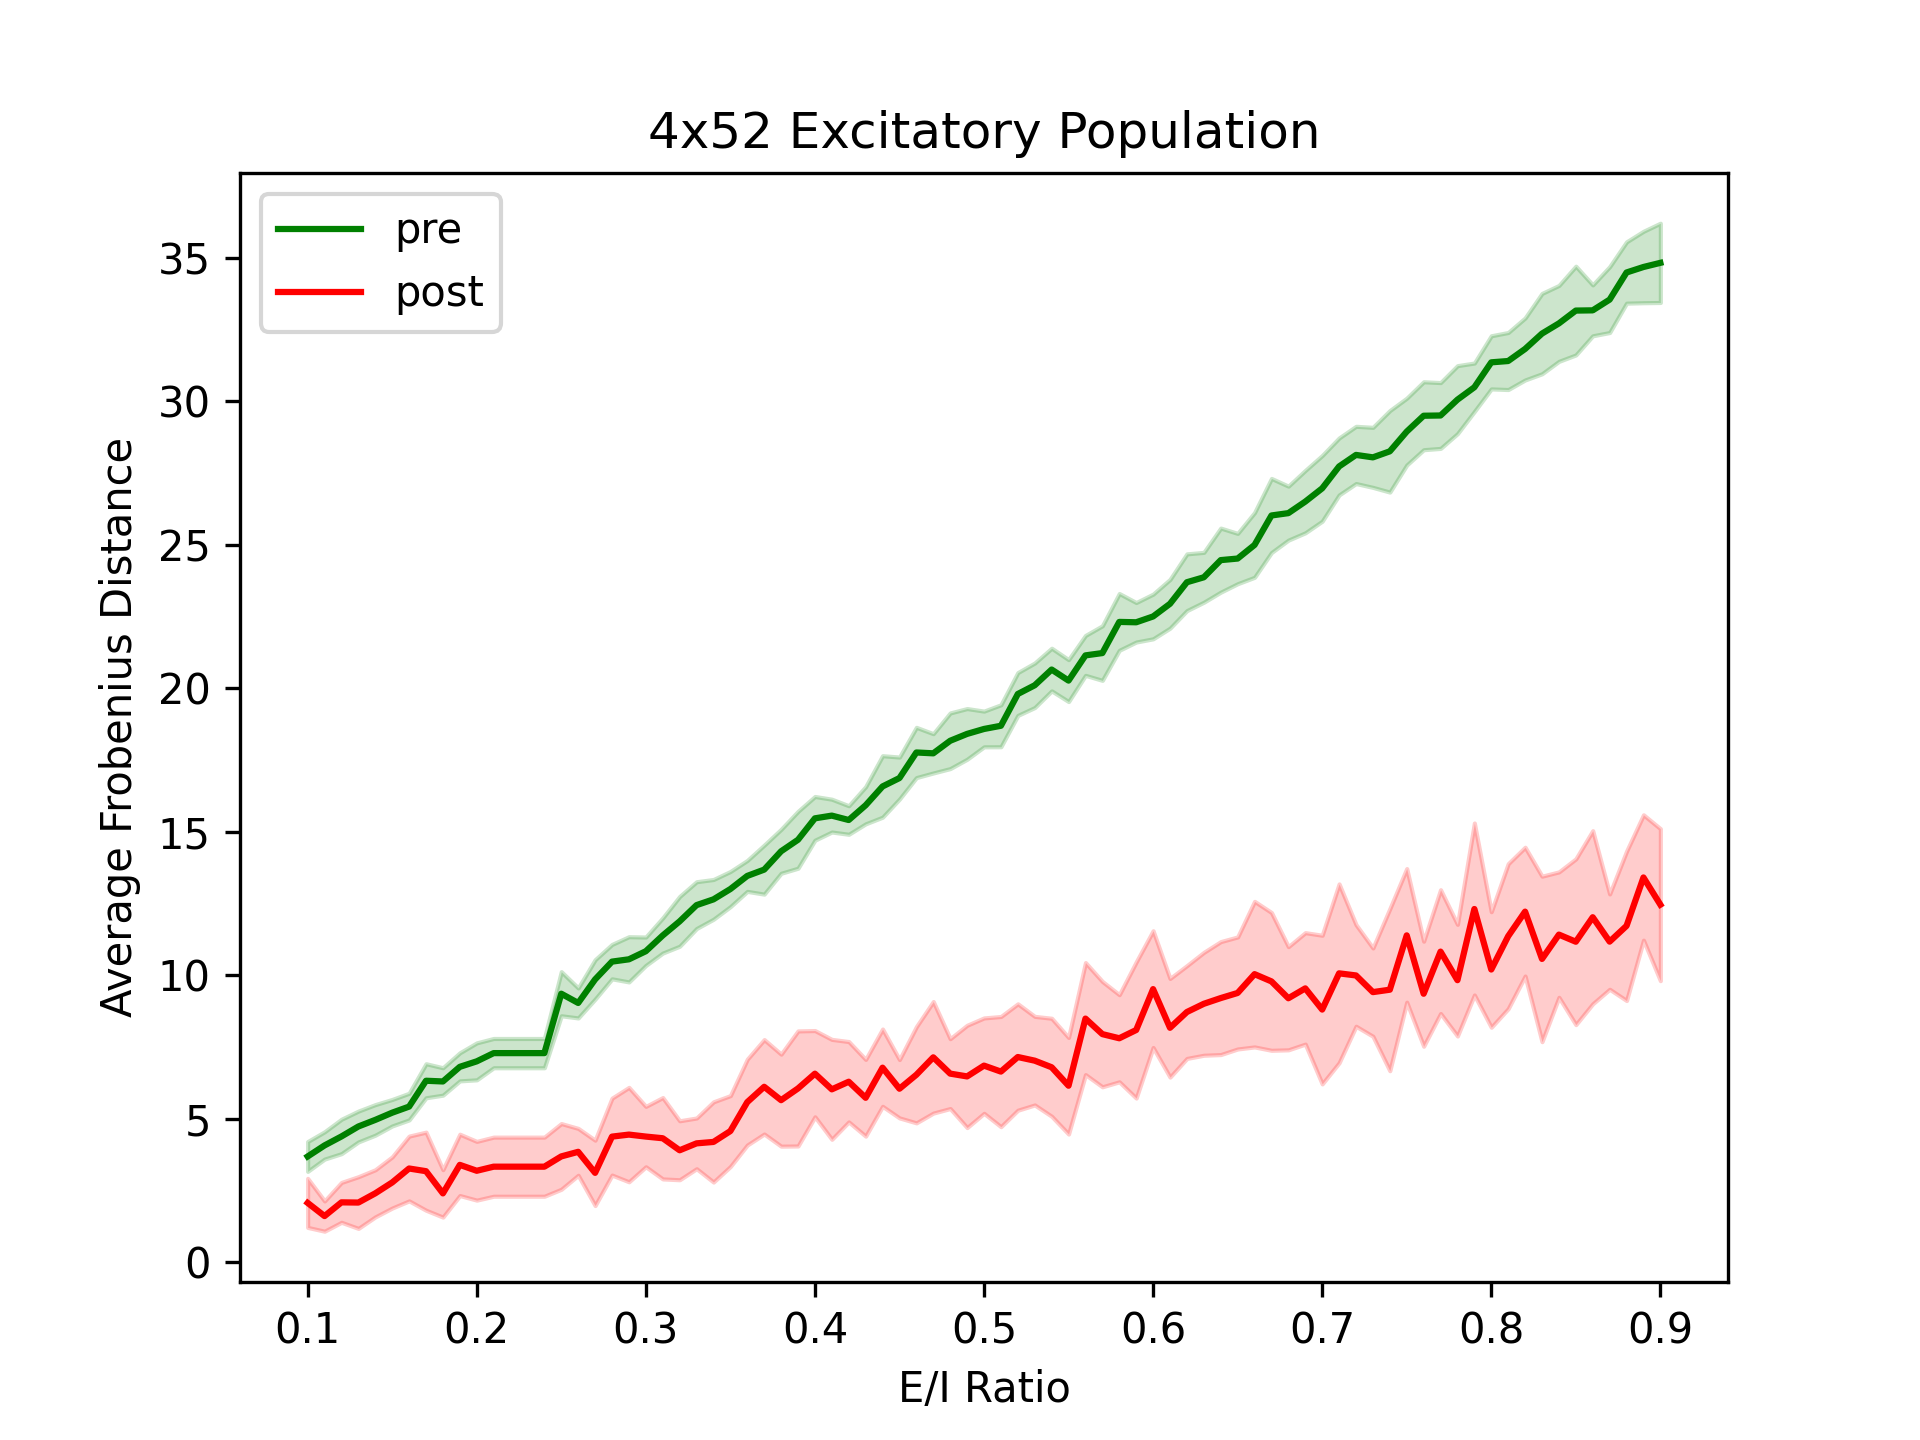 4x52 Excitatory Population
pre
post
Average Frobenius Distance
35
30
25
20
15
10
5
0
0.1 0.2 0.3 0.4 0.5 0.6 0.7 0.8 0.9
E/I Ratio